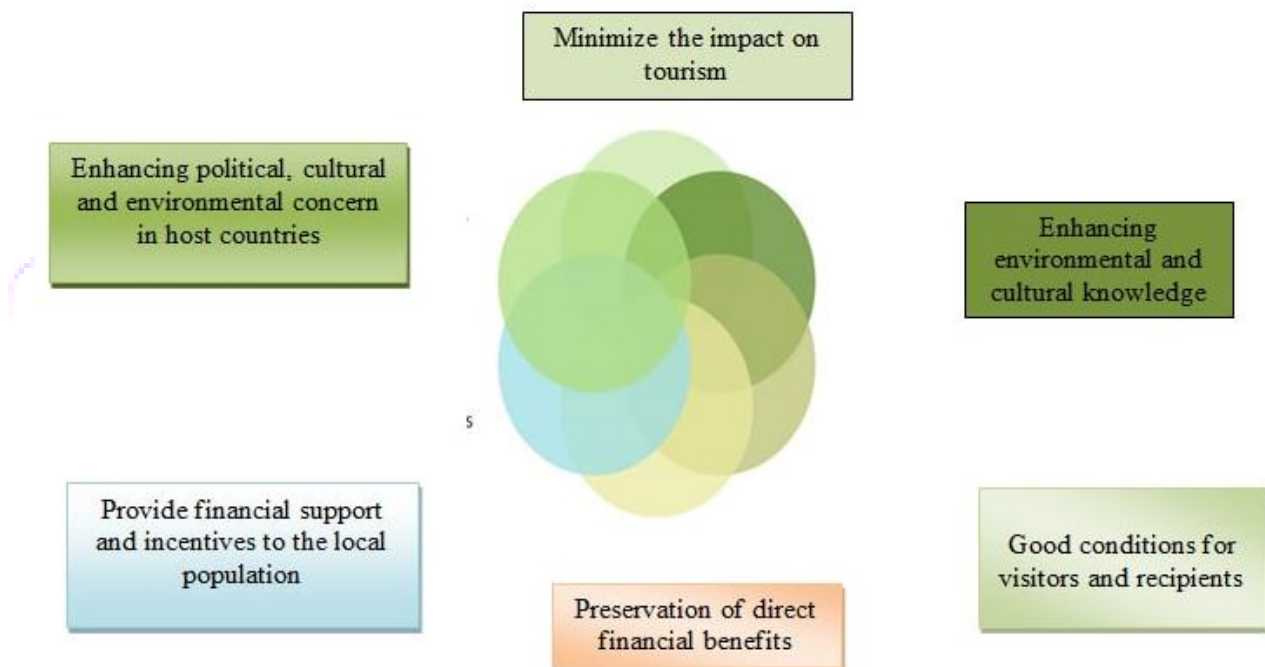 Minimize the impact on
tourism
Enhancing political, cultural
and environmental concern
in host countries
Enhancing
environmental and
cultural knowledge
s
Provide financial support
and incentives to the local
population
Good conditions for
visitors and recipients
Preservation of direct
financial benefits